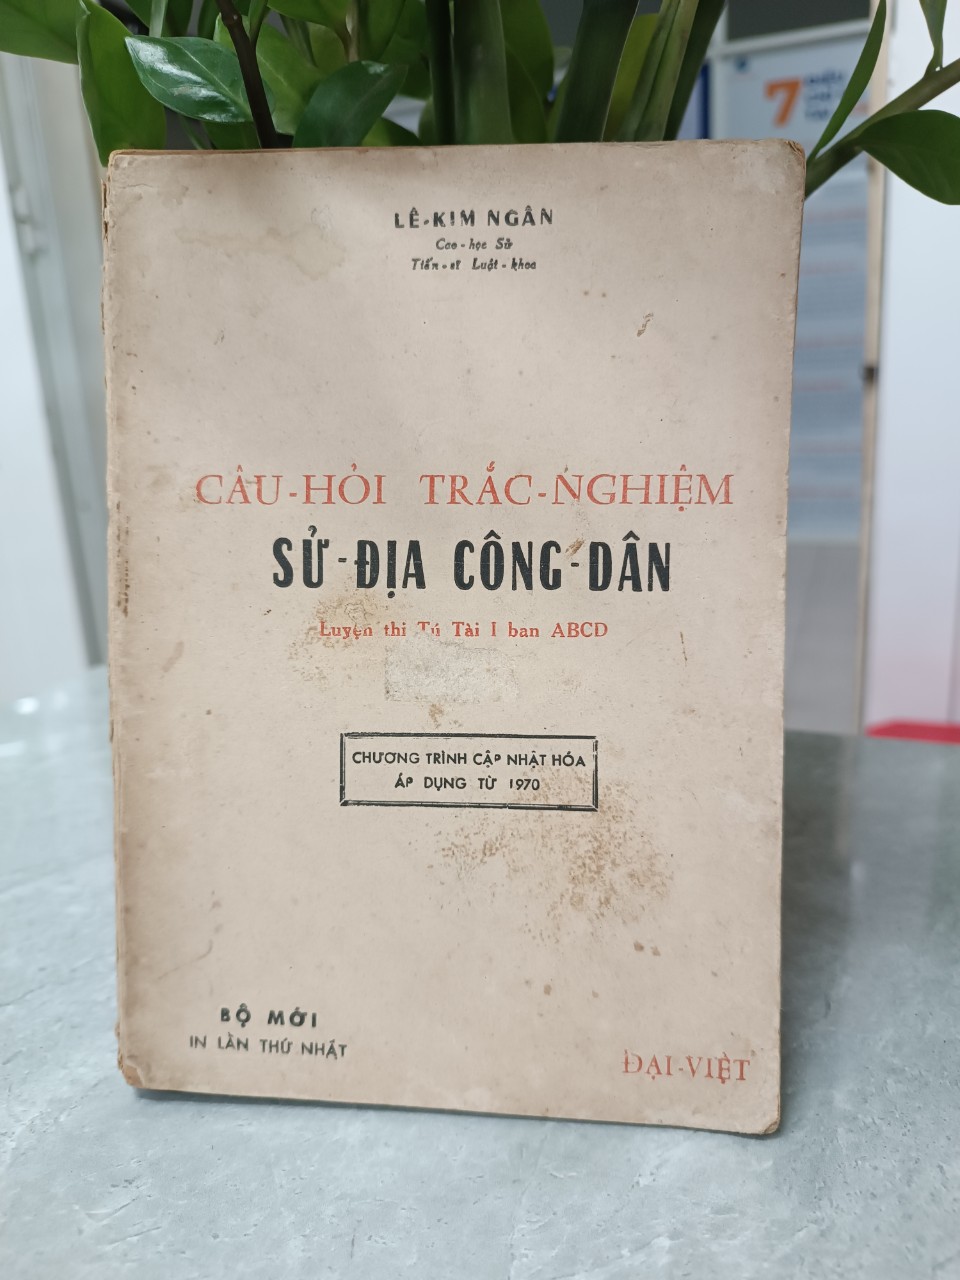 LÊ-KIM NGÂN
Cao-học Sử
Tiến-sĩ Luật-khoa
CÂU-HỎI TRẮC-NGHIỆM
SỬ-ĐỊA CÔNG-DÂN
Luyện thi Tú Tài I ban ABCD
CHƯƠNG TRÌNH CẬP NHẬT HÓA
ÁP DỤNG TỪ 1970
BỘ MỚI
IN LẦN THỨ NHẤT
ĐẠI-VIỆT
7